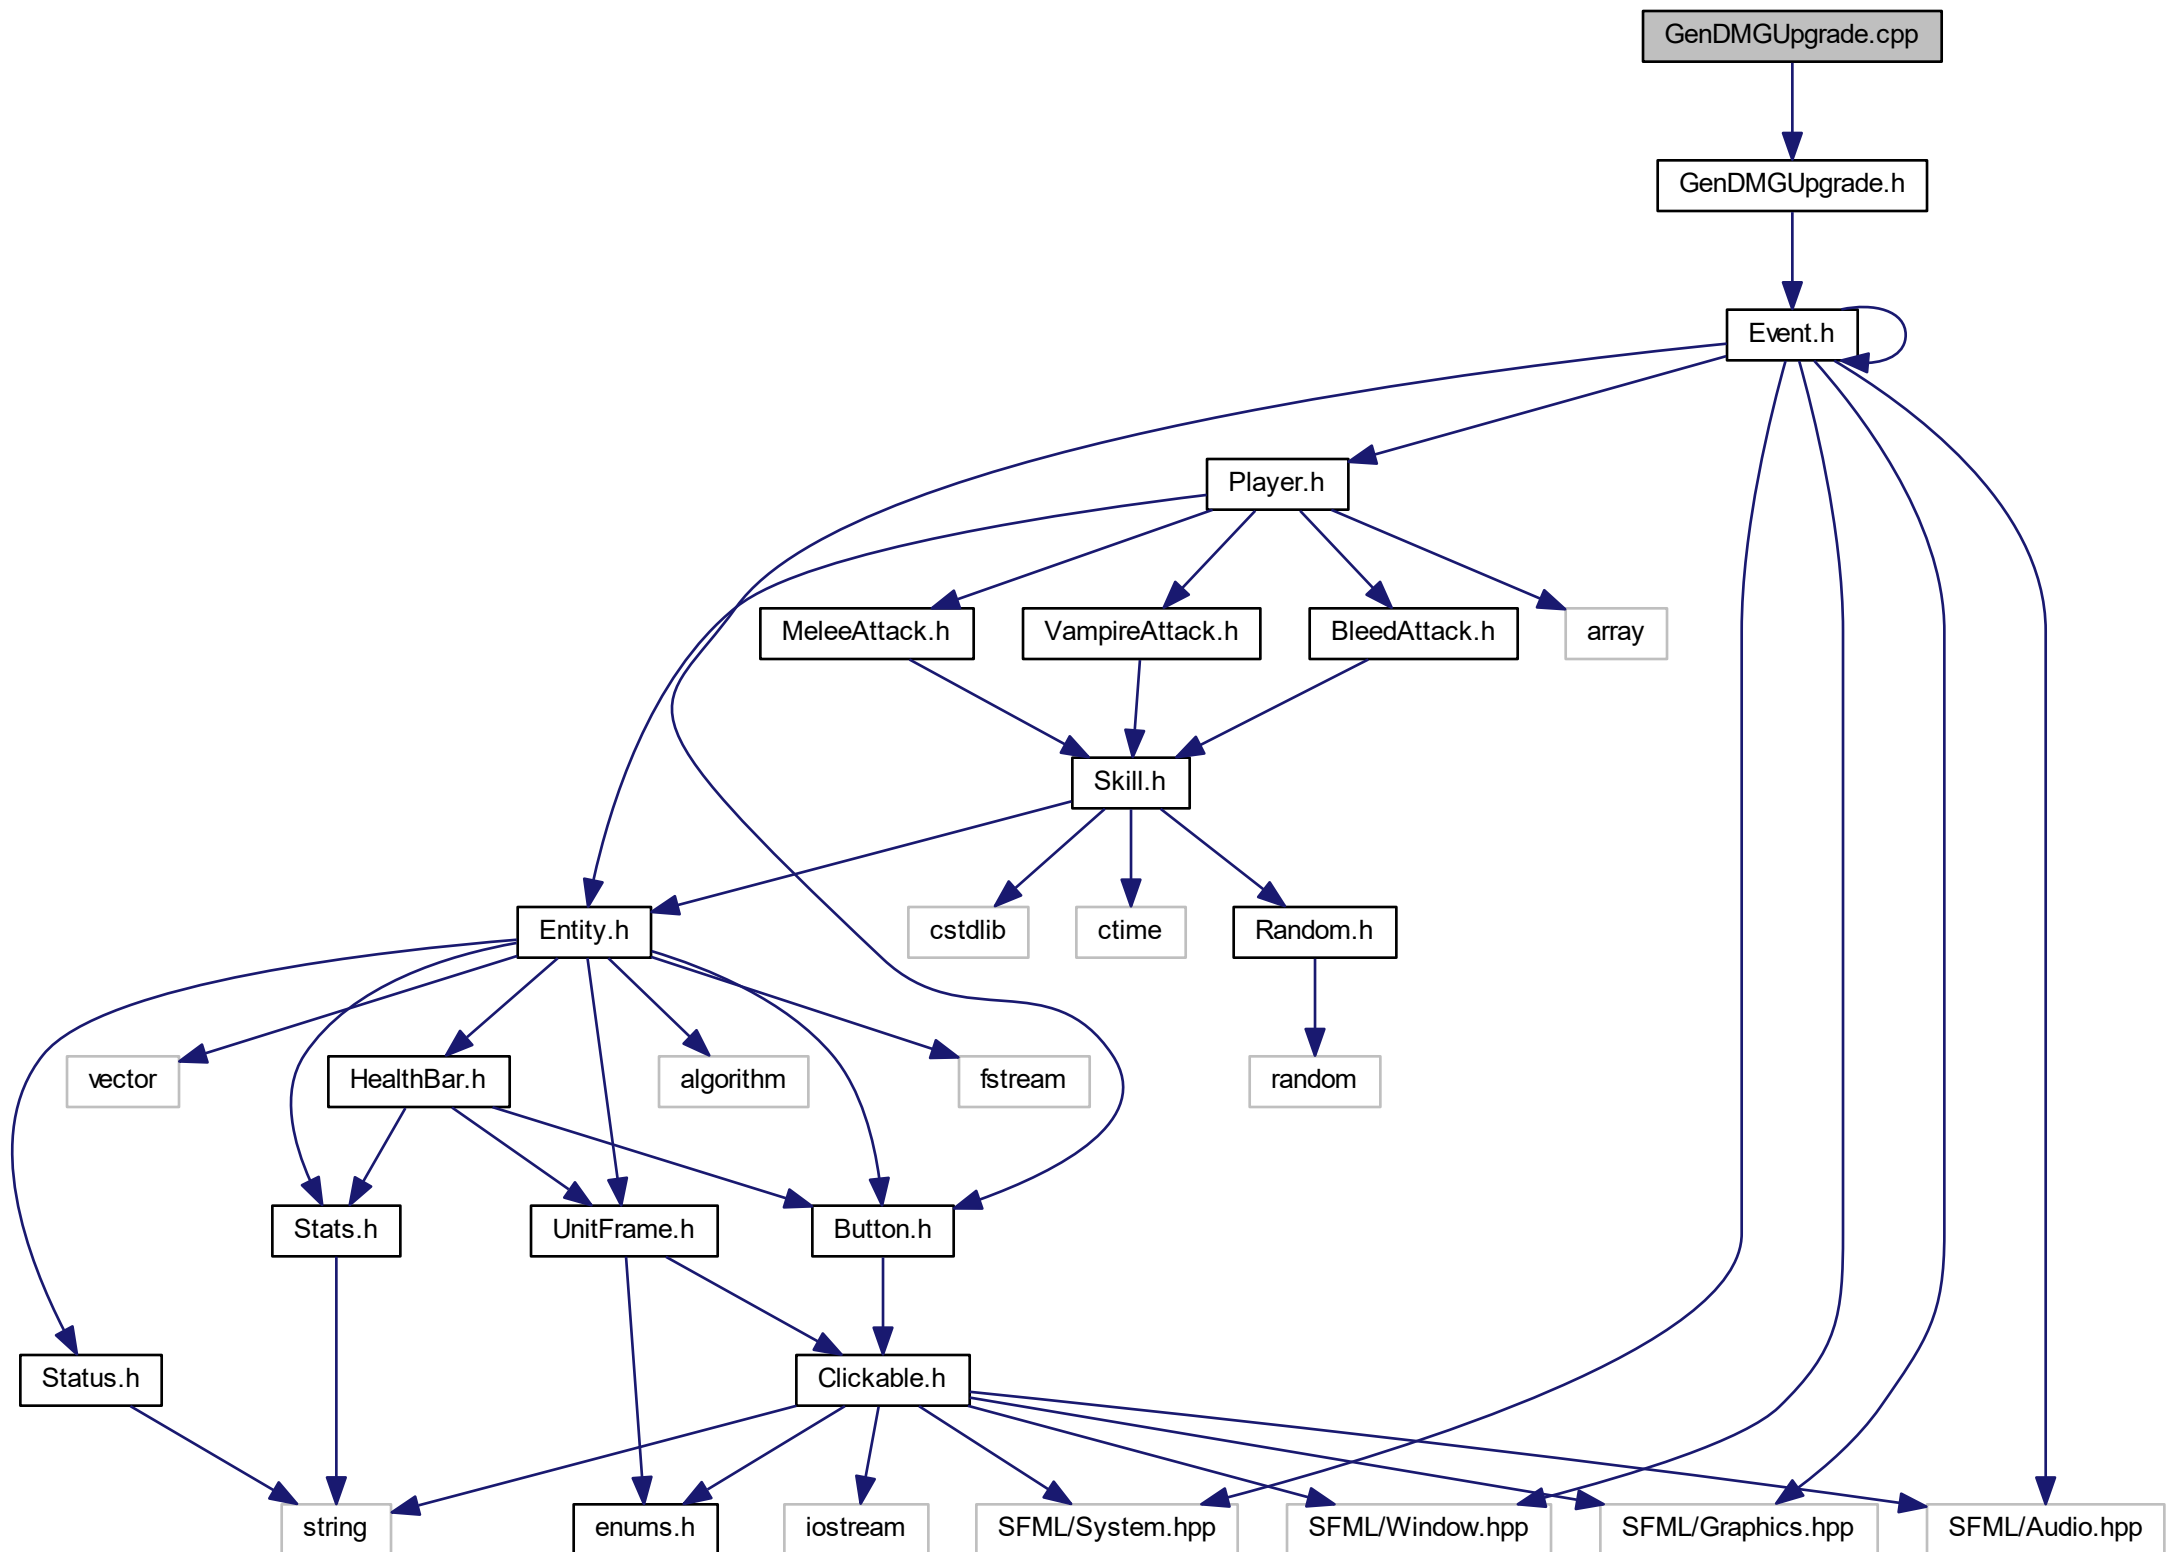 GenDMGUpgrade.cpp
GenDMGUpgrade.h
Event.h
Player.h
MeleeAttack.h
VampireAttack.h
BleedAttack.h
array
Skill.h
Entity.h
cstdlib
ctime
Random.h
vector
HealthBar.h
algorithm
fstream
random
Stats.h
UnitFrame.h
Button.h
Status.h
Clickable.h
string
enums.h
iostream
SFML/System.hpp
SFML/Window.hpp
SFML/Graphics.hpp
SFML/Audio.hpp